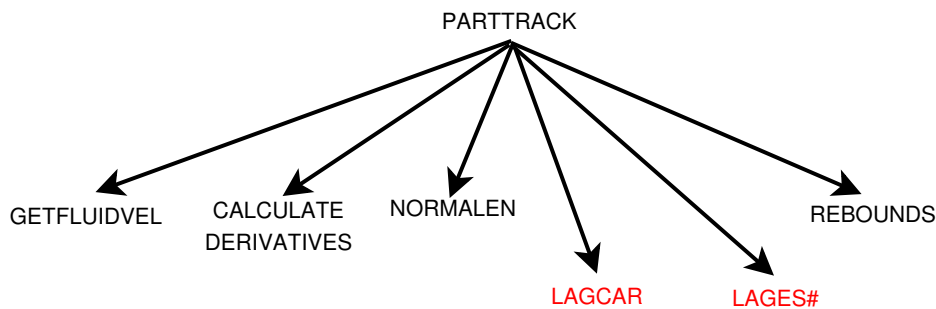 PARTTRACK
GETFLUIDVEL
CALCULATE
DERIVATIVES
NORMALEN
REBOUNDS
LAGCAR
LAGES#